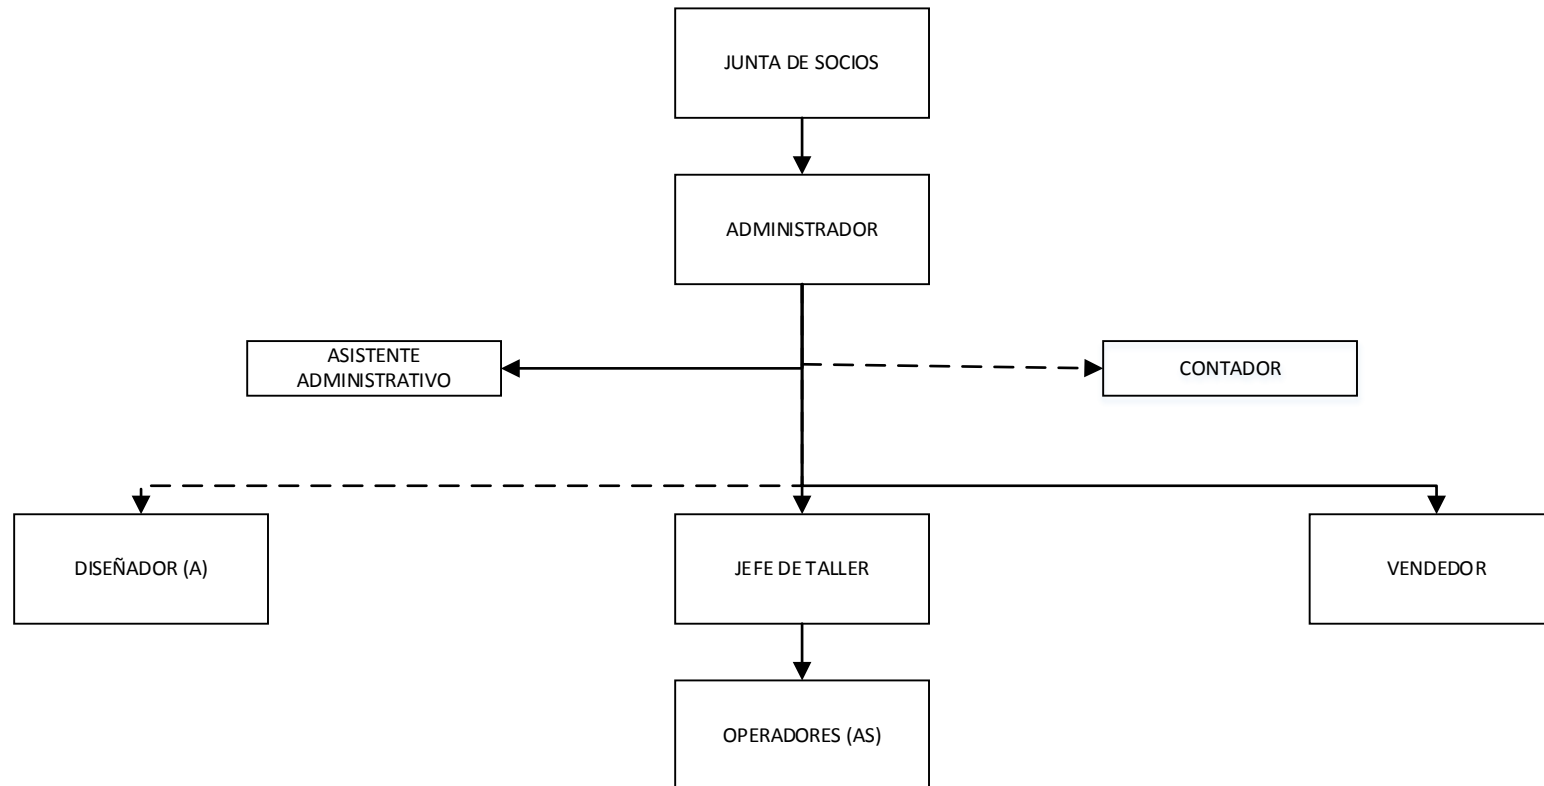 JUNTA DE SOCIOS
ADMINISTRADOR
ASISTENTE
ADMINISTRATIVO
CONTADOR
DISEÑADOR (A)
JEFE DE TALLER
VENDEDOR
OPERADORES (AS)